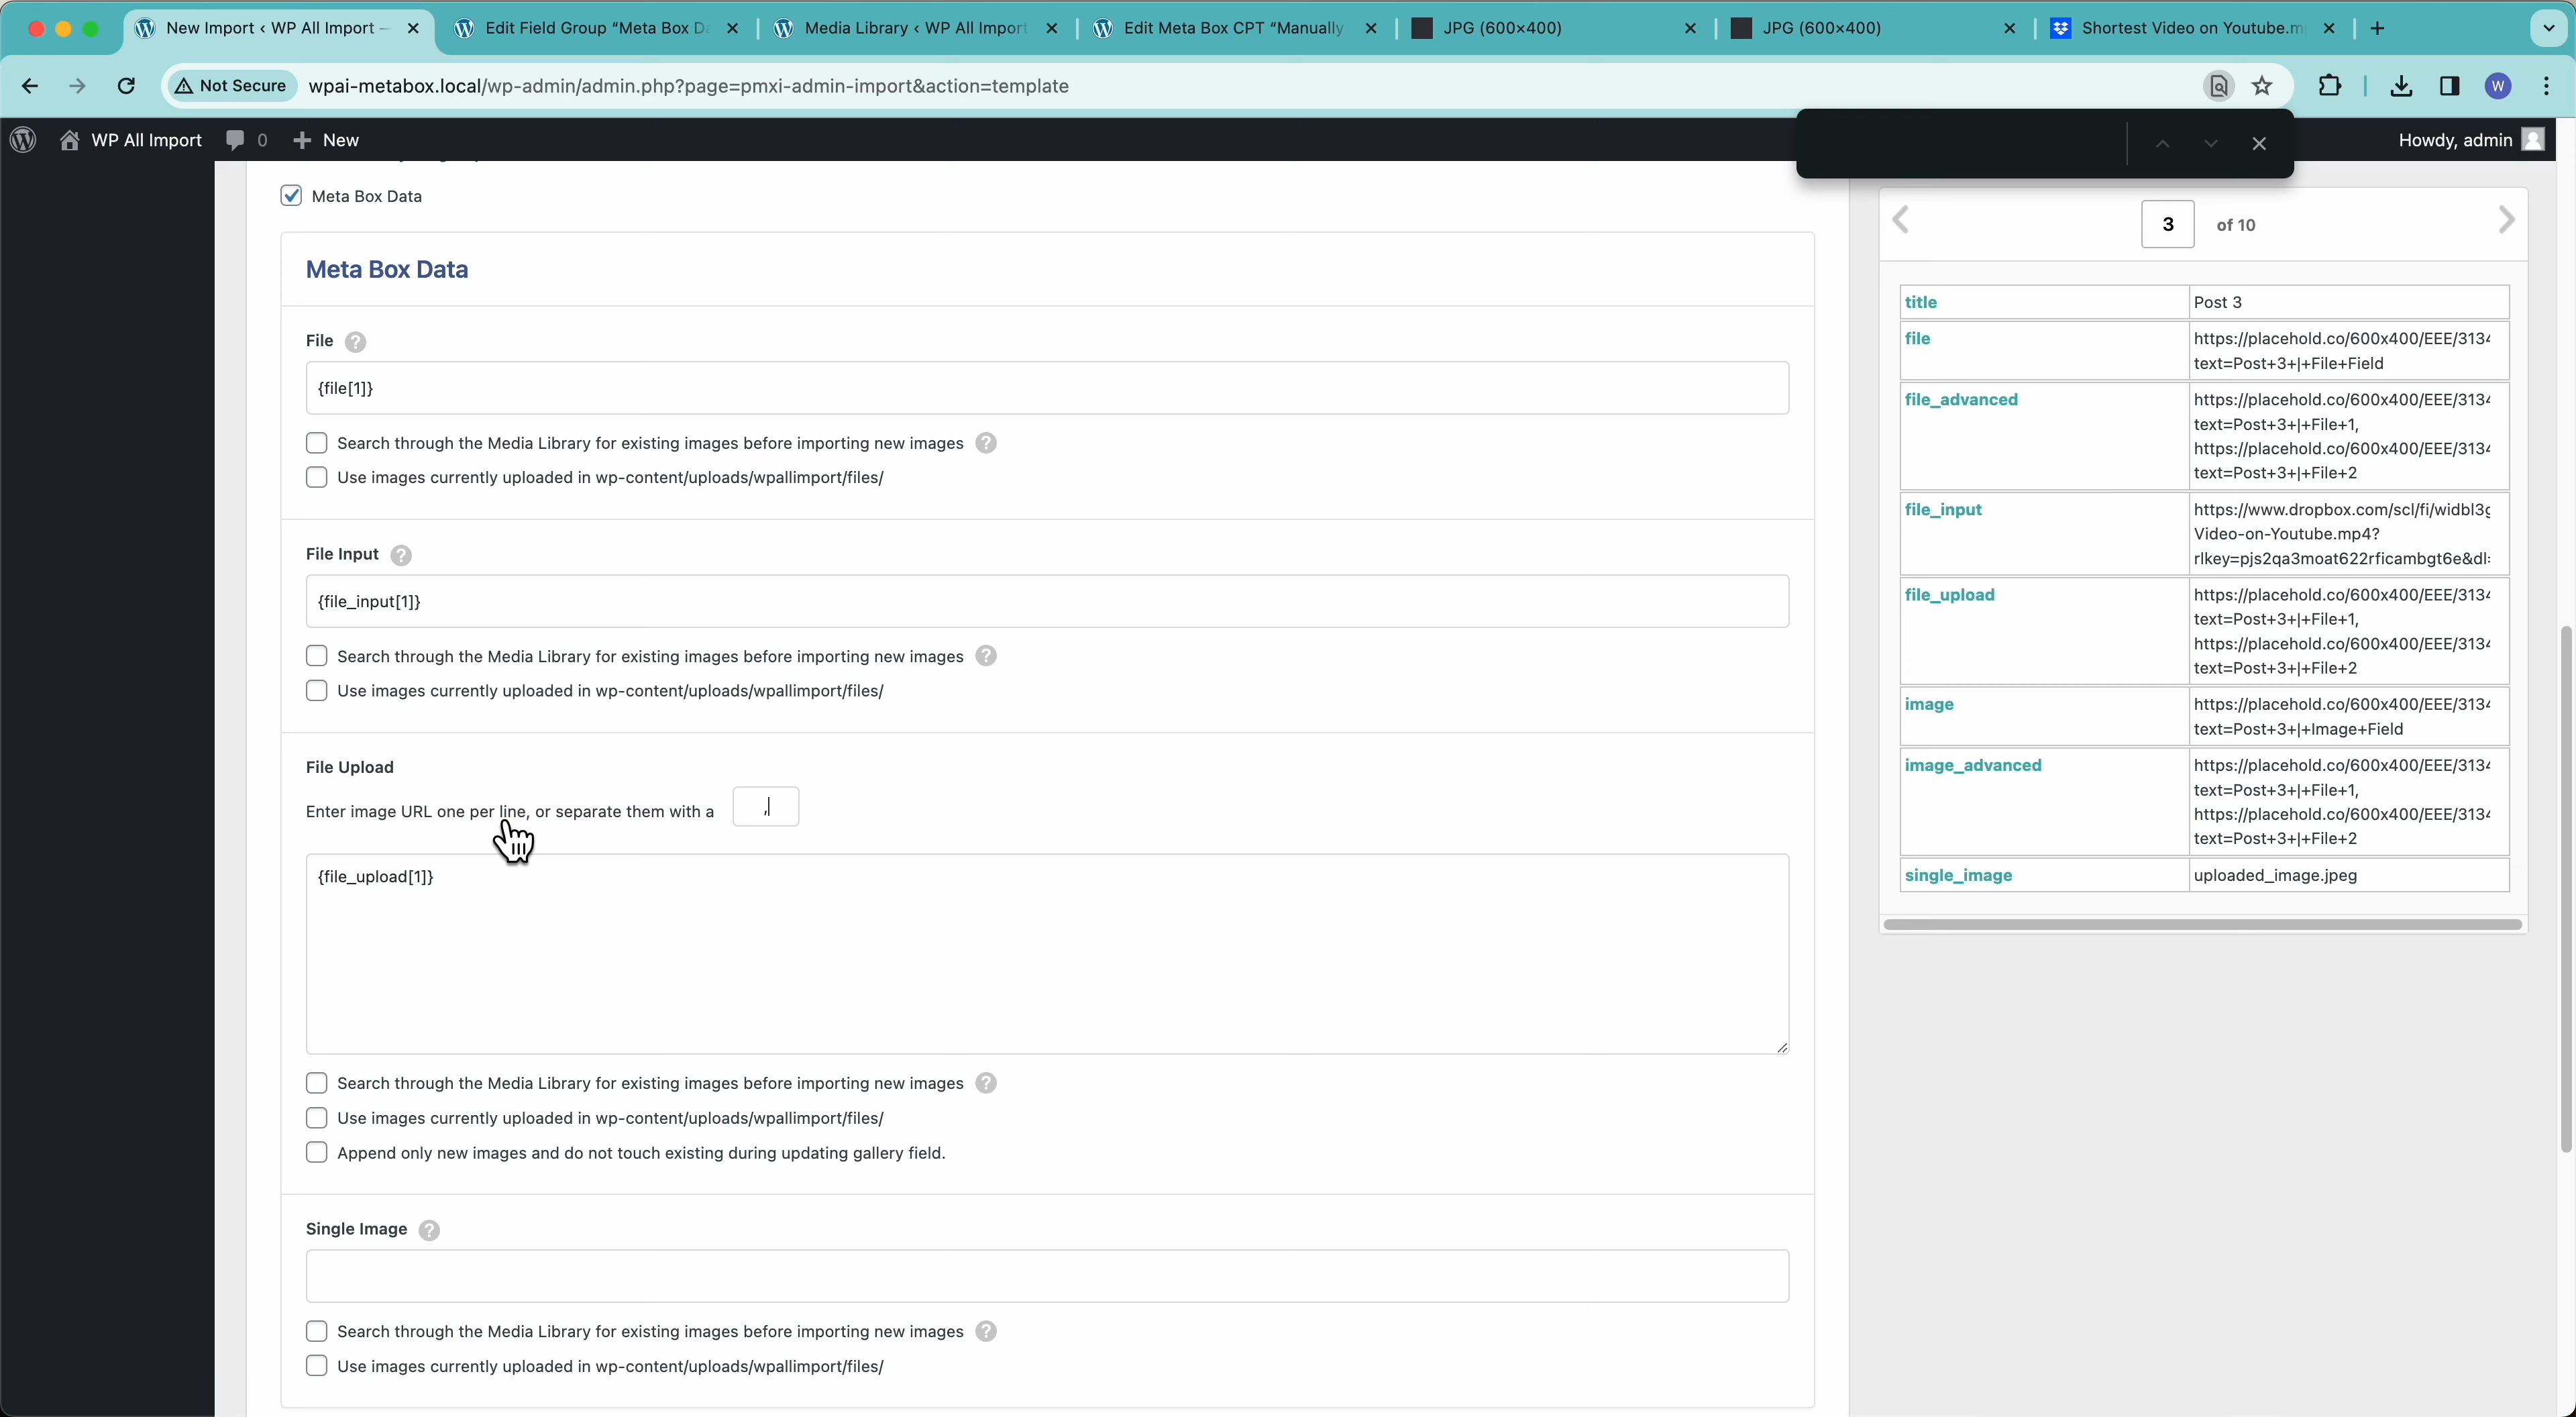 New Import ‹ WP All Import –
Edit Field Group “Meta Box D
Media Library ‹ WP All Import
Edit Meta Box CPT “Manually
JPG (600×400)
JPG (600×400)
Shortest Video on Youtube.m
Not Secure
wpai-metabox.local/wp-admin/admin.php?page=pmxi-admin-import&action=template
W
WP All Import
0
New
Howdy, admin
Meta Box Data
Meta Box Data
File ?
{file[1]}
Search through the Media Library for existing images before importing new images ?
Use images currently uploaded in wp-content/uploads/wpallimport/files/
File Input ?
{file_input[1]}
Search through the Media Library for existing images before importing new images ?
Use images currently uploaded in wp-content/uploads/wpallimport/files/
File Upload
Enter image URL one per line, or separate them with a ,
{file_upload[1]}
Search through the Media Library for existing images before importing new images ?
Use images currently uploaded in wp-content/uploads/wpallimport/files/
Append only new images and do not touch existing during updating gallery field.
Single Image ?
Search through the Media Library for existing images before importing new images ?
Use images currently uploaded in wp-content/uploads/wpallimport/files/
3 of 10
title
Post 3
file
https://placehold.co/600x400/EEE/3134
text=Post+3+|+File+Field
file_advanced
https://placehold.co/600x400/EEE/3134
text=Post+3+|+File+1,
https://placehold.co/600x400/EEE/3134
text=Post+3+|+File+2
file_input
https://www.dropbox.com/scl/fi/widbl3g
Video-on-Youtube.mp4?
rlkey=pjs2qa3moat622rficambgt6e&dl=
file_upload
https://placehold.co/600x400/EEE/3134
text=Post+3+|+File+1,
https://placehold.co/600x400/EEE/3134
text=Post+3+|+File+2
image
https://placehold.co/600x400/EEE/3134
text=Post+3+|+Image+Field
image_advanced
https://placehold.co/600x400/EEE/3134
text=Post+3+|+File+1,
https://placehold.co/600x400/EEE/3134
text=Post+3+|+File+2
single_image
uploaded_image.jpeg